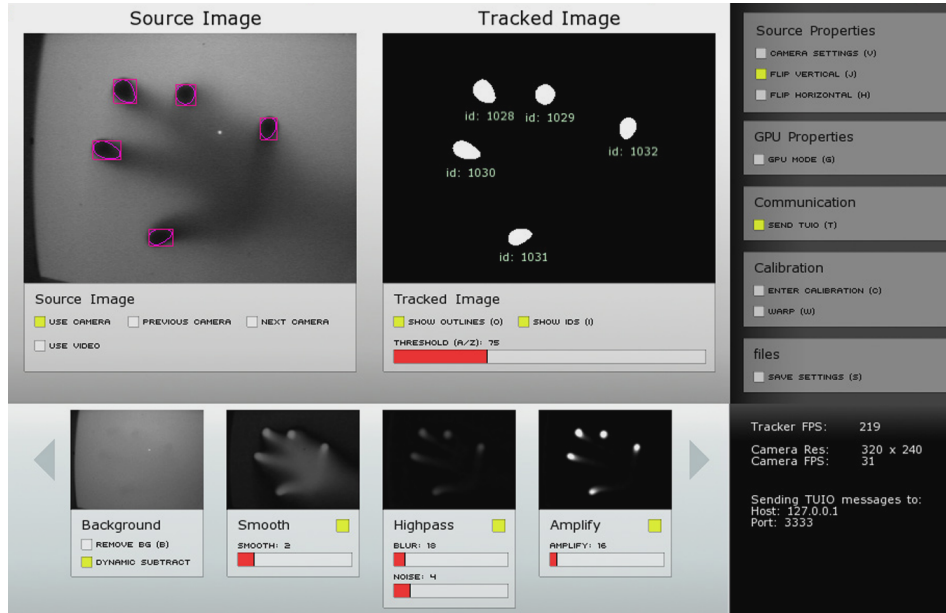 Source Image
Tracked Image
id: 1028
id: 1029
id: 1032
id: 1030
id: 1031
Source Image
USE CAMERA
PREVIOUS CAMERA
NEXT CAMERA
USE VIDEO
Tracked Image
SHOW OUTLINES (O)
SHOW IDS (I)
THRESHOLD (A/Z): 75
Source Properties
CAMERA SETTINGS (V)
FLIP VERTICAL (J)
FLIP HORIZONTAL (H)
GPU Properties
GPU MODE (G)
Communication
SEND TUIO (T)
Calibration
ENTER CALIBRATION (C)
WARP (W)
files
SAVE SETTINGS (S)
Background
REMOVE BG (B)
DYNAMIC SUBTRACT
Smooth
SMOOTH: 2
Highpass
BLUR: 18
NOISE: 4
Amplify
AMPLIFY: 16
Tracker FPS: 219
Camera Res: 320 x 240
Camera FPS: 31
Sending TUIO messages to:
Host: 127.0.0.1
Port: 3333